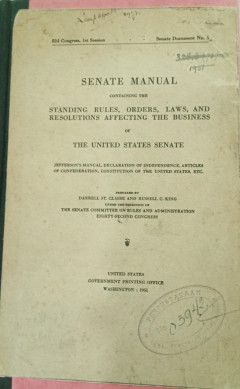 82d Congress, 1st Session Senate Document No. 5
1951
SENATE MANUAL
CONTAINING THE
STANDING RULES, ORDERS, LAWS, AND
RESOLUTIONS AFFECTING THE BUSINESS
OF
THE UNITED STATES SENATE
JEFFERSON'S MANUAL, DECLARATION OF INDEPENDENCE, ARTICLES
OF CONFEDERATION, CONSTITUTION OF THE UNITED STATES, ETC.
PREPARED BY
DARRELL ST. CLAIRE AND RUSSELL C. KING
UNDER THE DIRECTION OF
THE SENATE COMMITTEE ON RULES AND ADMINISTRATION
EIGHTY-SECOND CONGRESS
UNITED STATES
GOVERNMENT PRINTING OFFICE
WASHINGTON : 1951
394